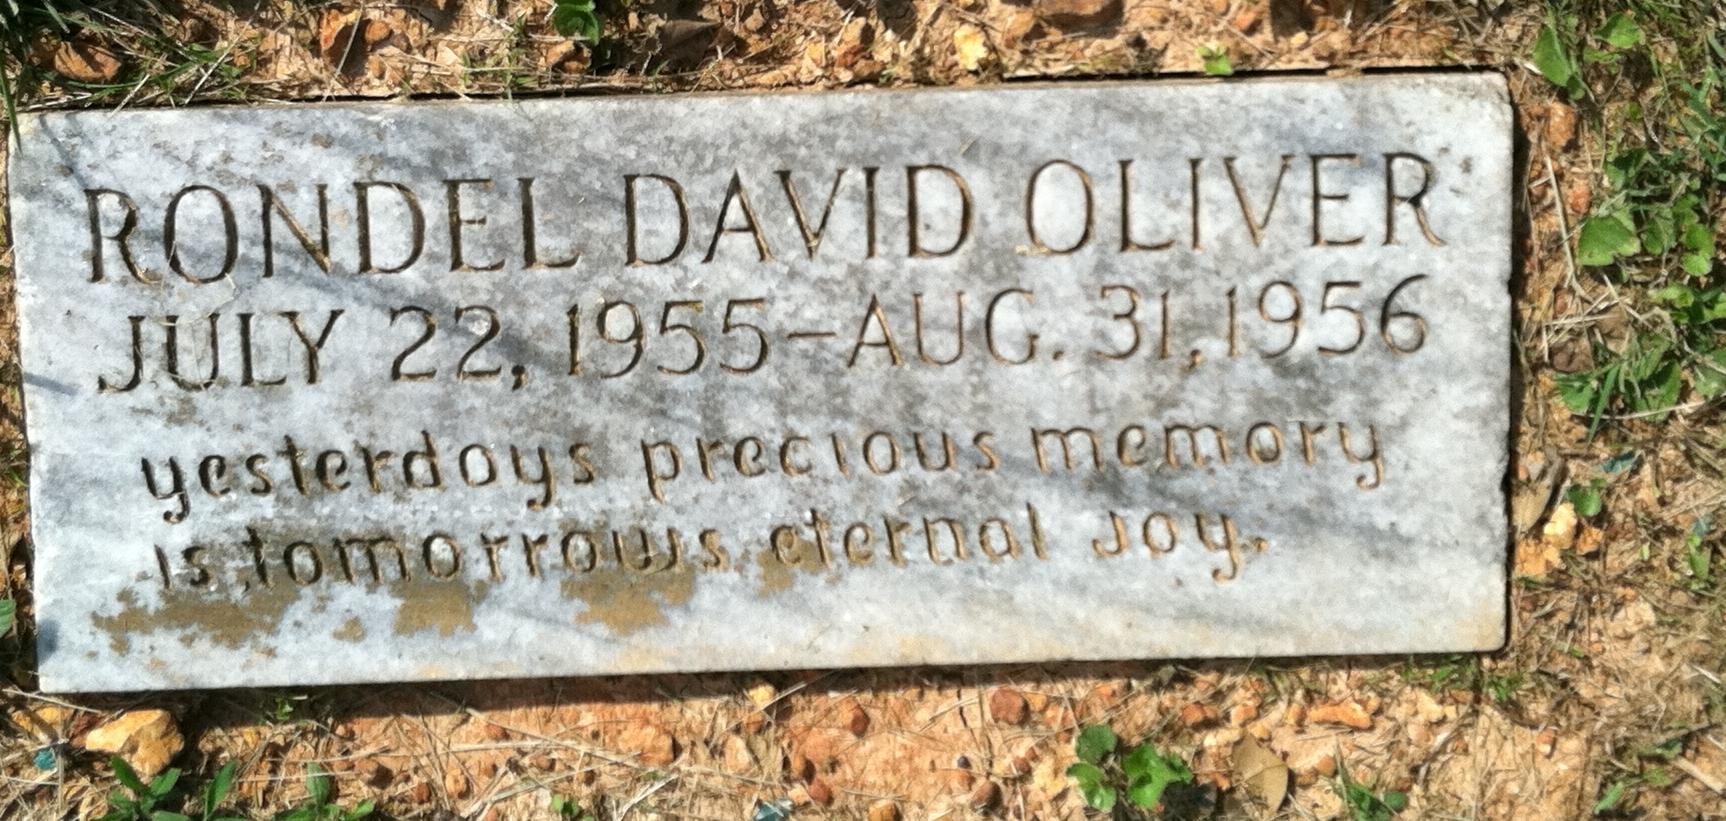 RONDEL DAVID OLIVER
JULY 22, 1955-AUG. 31, 1956
yesterdays precious memory
is tomorrows eternal joy.